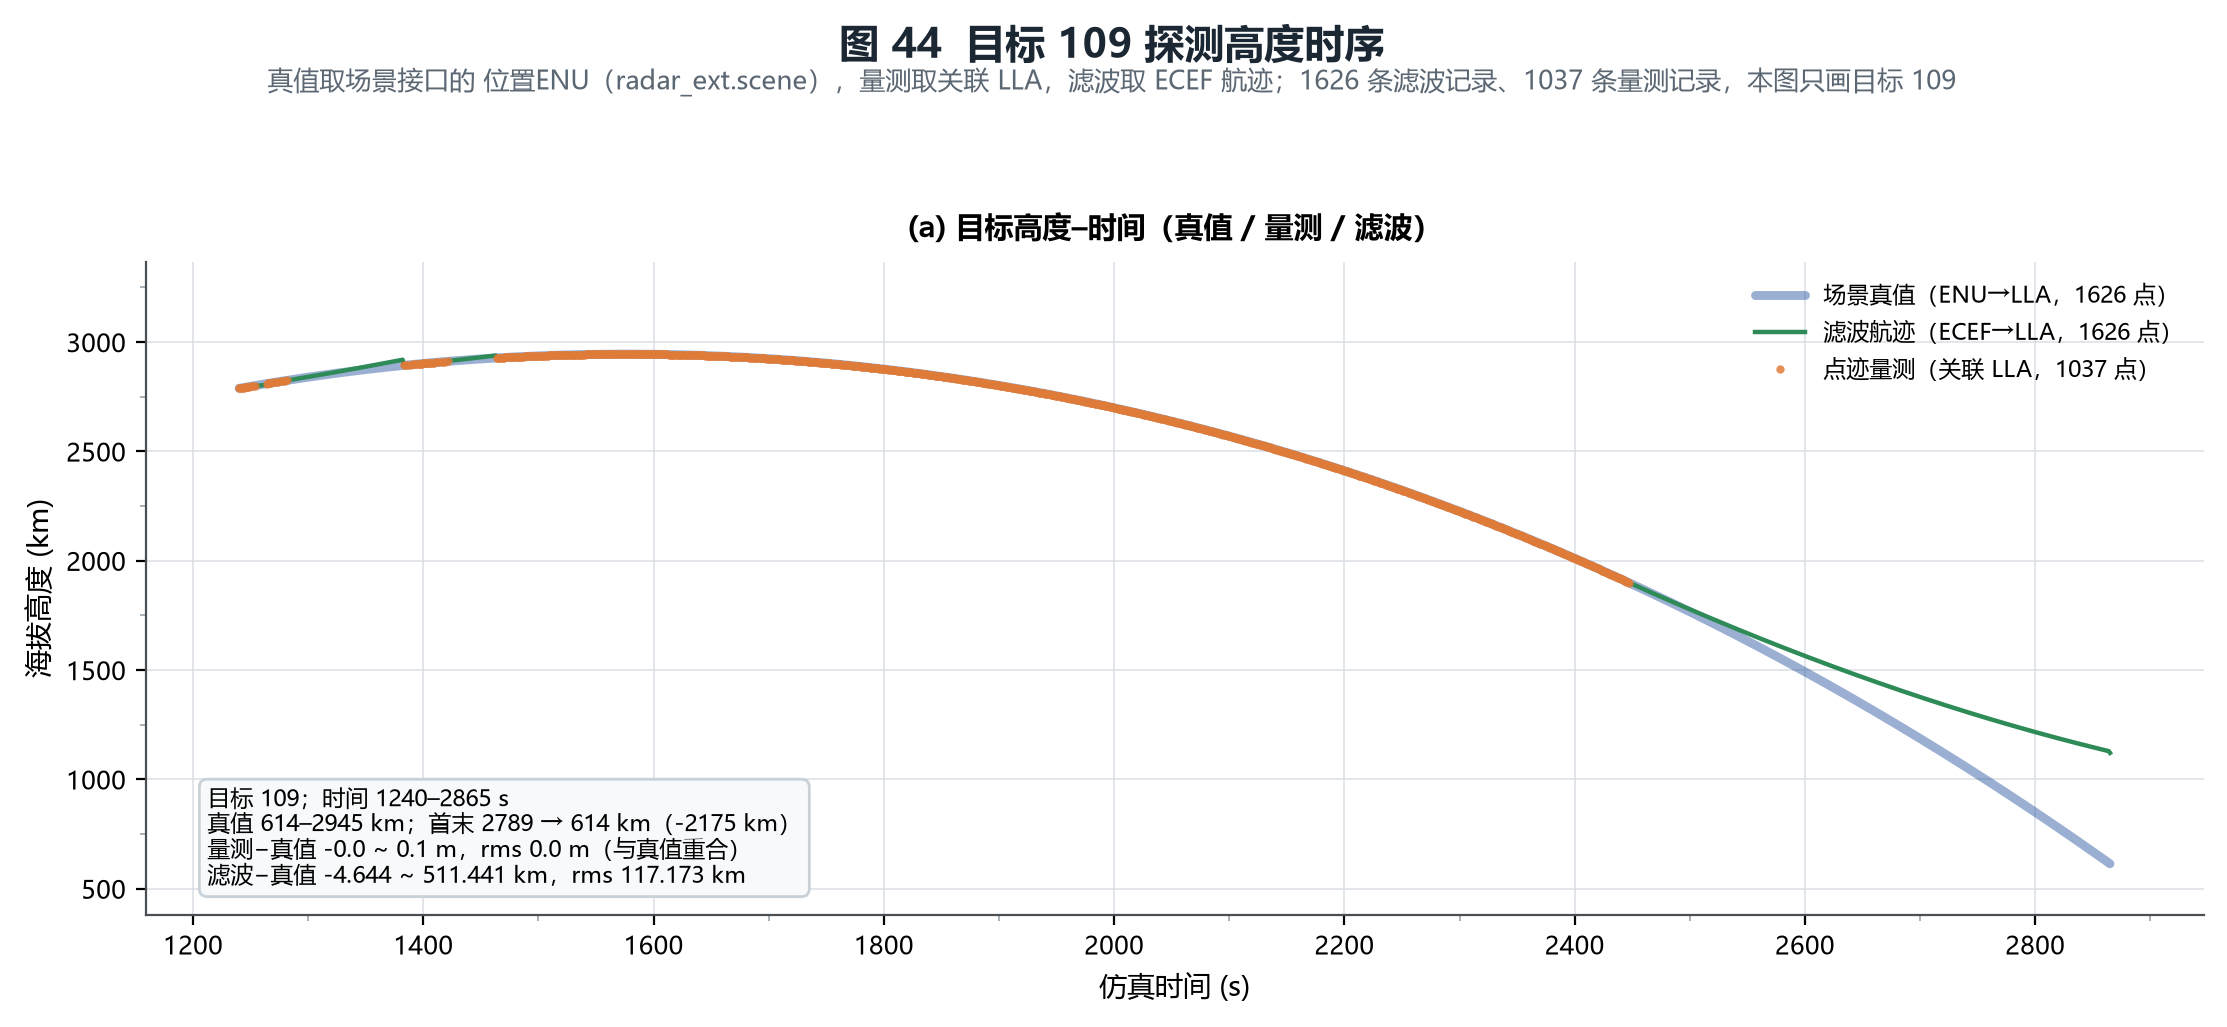 图 44  目标 109 探测高度时序
真值取场景接口的 位置ENU（radar_ext.scene），量测取关联 LLA，滤波取 ECEF 航迹；1626 条滤波记录、1037 条量测记录，本图只画目标 109
(a) 目标高度–时间（真值 / 量测 / 滤波）
场景真值（ENU→LLA，1626 点）
滤波航迹（ECEF→LLA，1626 点）
点迹量测（关联 LLA，1037 点）
海拔高度 (km)
3000
2500
2000
1500
1000
500
目标 109；时间 1240–2865 s
真值 614–2945 km；首末 2789 → 614 km（-2175 km）
量测−真值 -0.0 ~ 0.1 m，rms 0.0 m（与真值重合）
滤波−真值 -4.644 ~ 511.441 km，rms 117.173 km
1200 1400 1600 1800 2000 2200 2400 2600 2800
仿真时间 (s)